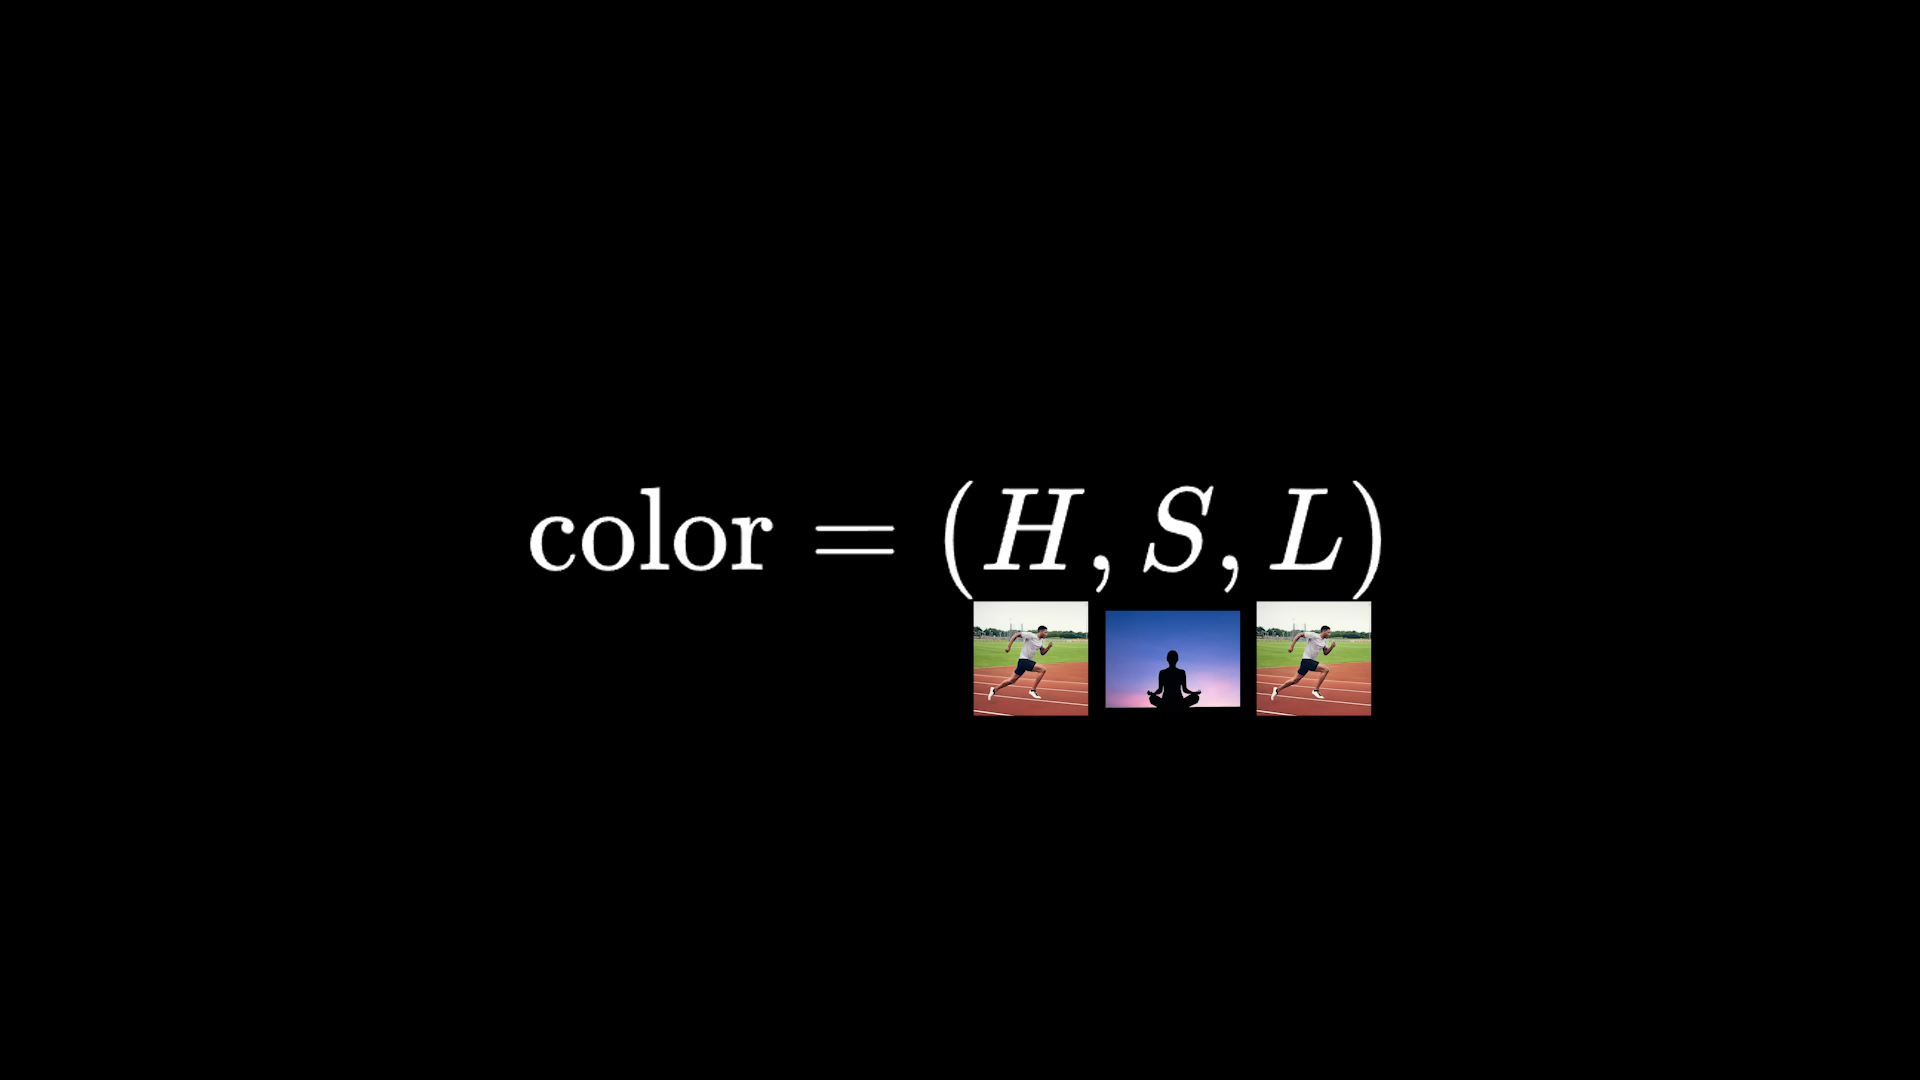 color = (H, S, L)